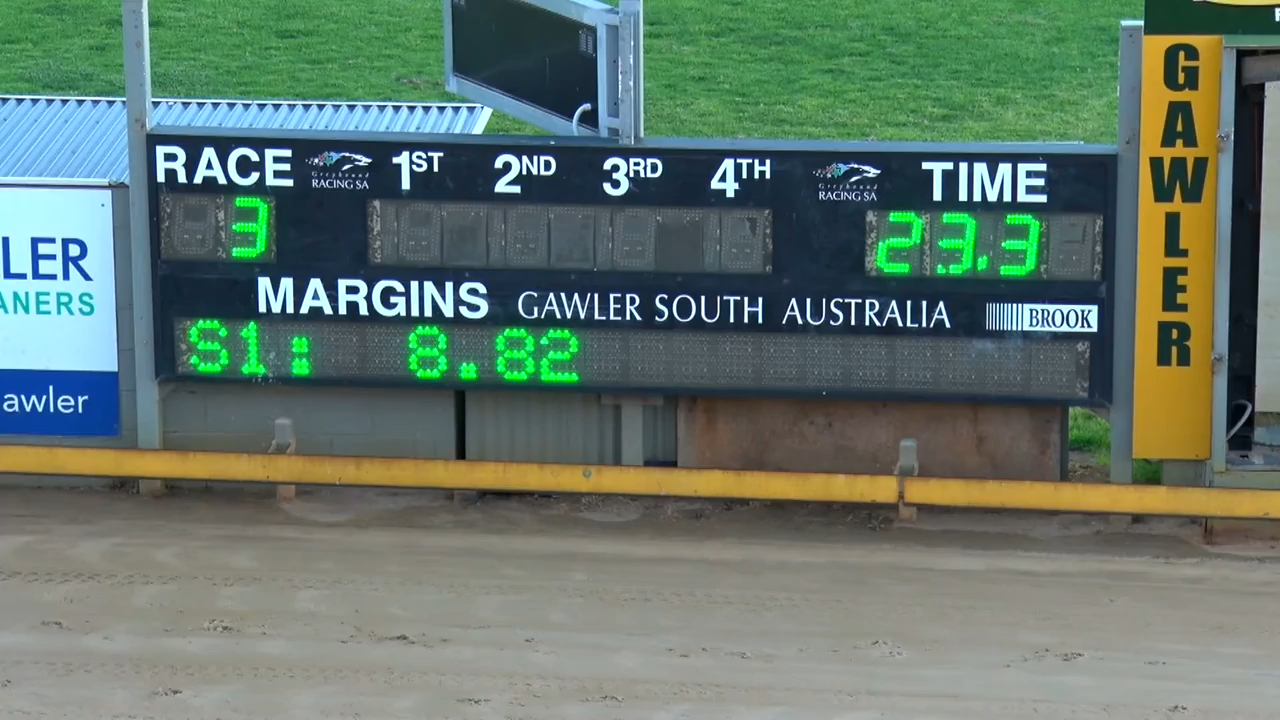 RACE 1ST 2ND 3RD 4TH TIME
Greyhound RACING SA
Greyhound RACING SA
3 23.3
MARGINS GAWLER SOUTH AUSTRALIA BROOK
S1: 8.82
LER
ANERS
awler
GAWLER